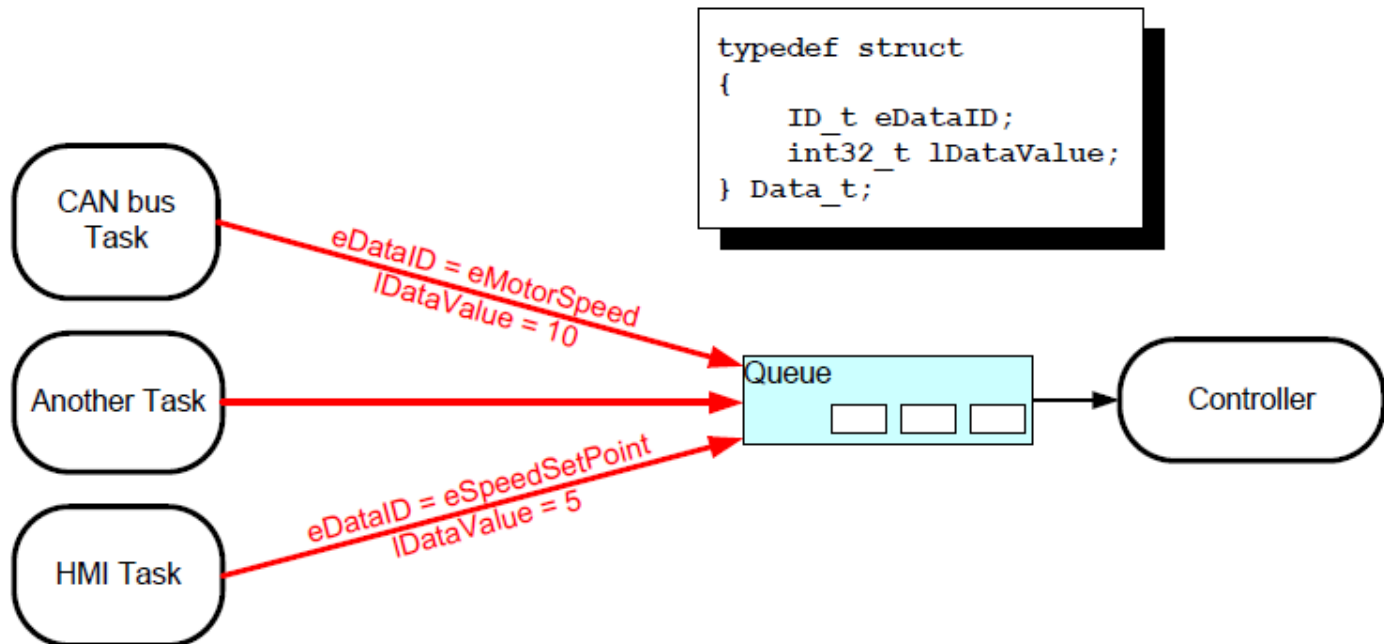 typedef struct
{
    ID_t eDataID;
    int32_t lDataValue;
} Data_t;
CAN bus
Task
eDataID = eMotorSpeed
lDataValue = 10
Another Task
Queue
Controller
eDataID = eSpeedSetPoint
lDataValue = 5
HMI Task